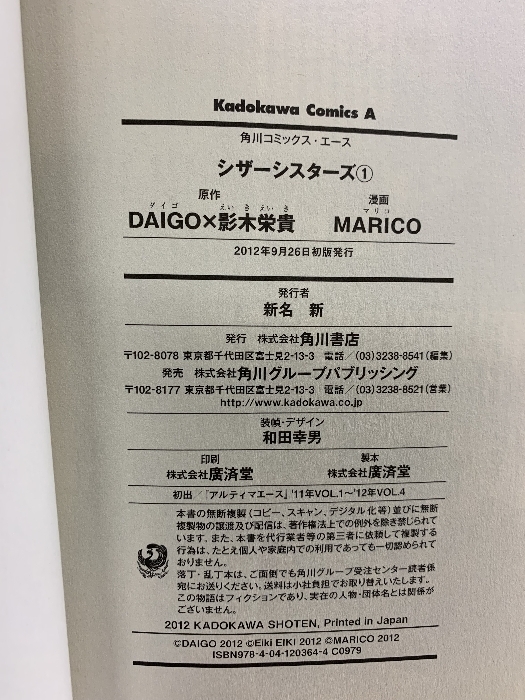 Kadokawa Comics A
角川コミックス・エース
シザーシスターズ①
原作 漫画
ダイゴ えいき えいき マリコ
DAIGO×影木栄貴 MARICO
2012年9月26日初版発行
発行者
新名 新
発行 株式会社角川書店
〒102-8078 東京都千代田区富士見2-13-3 電話／(03)3238-8541(編集)
発売 株式会社角川グループパブリッシング
〒102-8177 東京都千代田区富士見2-13-3 電話／(03)3238-8521(営業)
http://www.kadokawa.co.jp
装幀・デザイン
和田幸男
印刷 製本
株式会社廣済堂 株式会社廣済堂
初出／『アルティマエース』'11年VOL.1〜'12年VOL.4
本書の無断複製(コピー、スキャン、デジタル化等)並びに無断
複製物の譲渡及び配信は、著作権法上での例外を除き禁じられて
います。また、本書を代行業者等の第三者に依頼して複製する
行為は、たとえ個人や家庭内での利用であっても一切認められて
おりません。
落丁・乱丁本は、ご面倒でも角川グループ受注センター読者係
宛にお送りください。送料は小社負担でお取り替えいたします。
この物語はフィクションであり、実在の人物・団体名とは関係が
ございません。
2012 KADOKAWA SHOTEN, Printed in Japan
©DAIGO 2012 ©Eiki EIKI 2012 ©MARICO 2012
ISBN978-4-04-120364-4 C0979